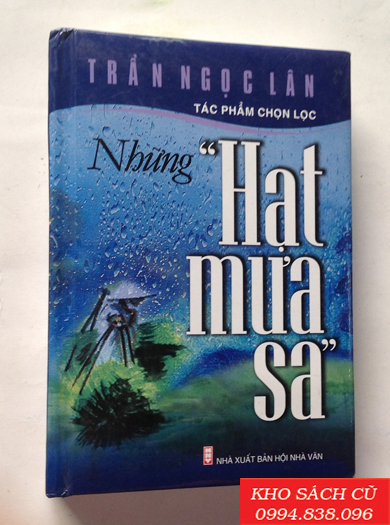 TRẦN NGỌC LÂN
TÁC PHẨM CHỌN LỌC
Những
"Hạt
mưa
sa"
NHÀ XUẤT BẢN HỘI NHÀ VĂN
KHO SÁCH CŨ
0994.838.096